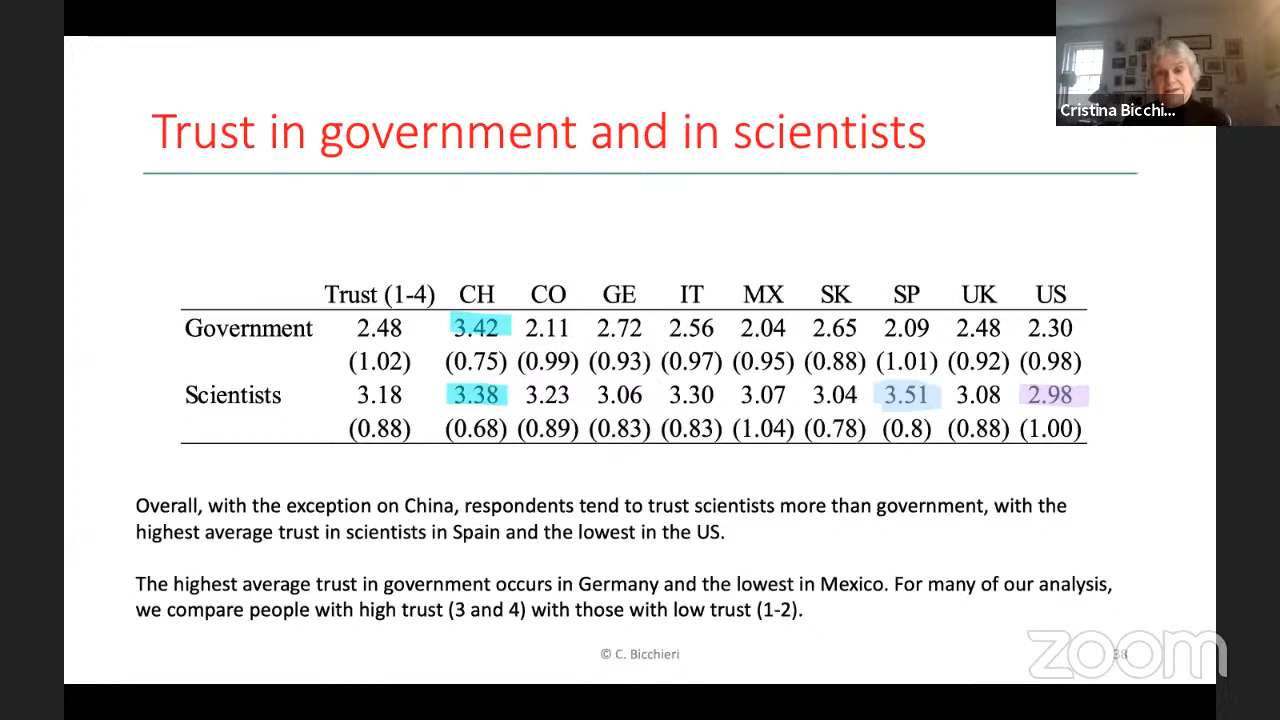 Cristina Bicchi...
Trust in government and in scientists
Trust (1-4) CH CO GE IT MX SK SP UK US
Government 2.48 3.42 2.11 2.72 2.56 2.04 2.65 2.09 2.48 2.30
(1.02) (0.75) (0.99) (0.93) (0.97) (0.95) (0.88) (1.01) (0.92) (0.98)
Scientists 3.18 3.38 3.23 3.06 3.30 3.07 3.04 3.51 3.08 2.98
(0.88) (0.68) (0.89) (0.83) (0.83) (1.04) (0.78) (0.8) (0.88) (1.00)
Overall, with the exception on China, respondents tend to trust scientists more than government, with the
highest average trust in scientists in Spain and the lowest in the US.
The highest average trust in government occurs in Germany and the lowest in Mexico. For many of our analysis,
we compare people with high trust (3 and 4) with those with low trust (1-2).
© C. Bicchieri
38
zoom